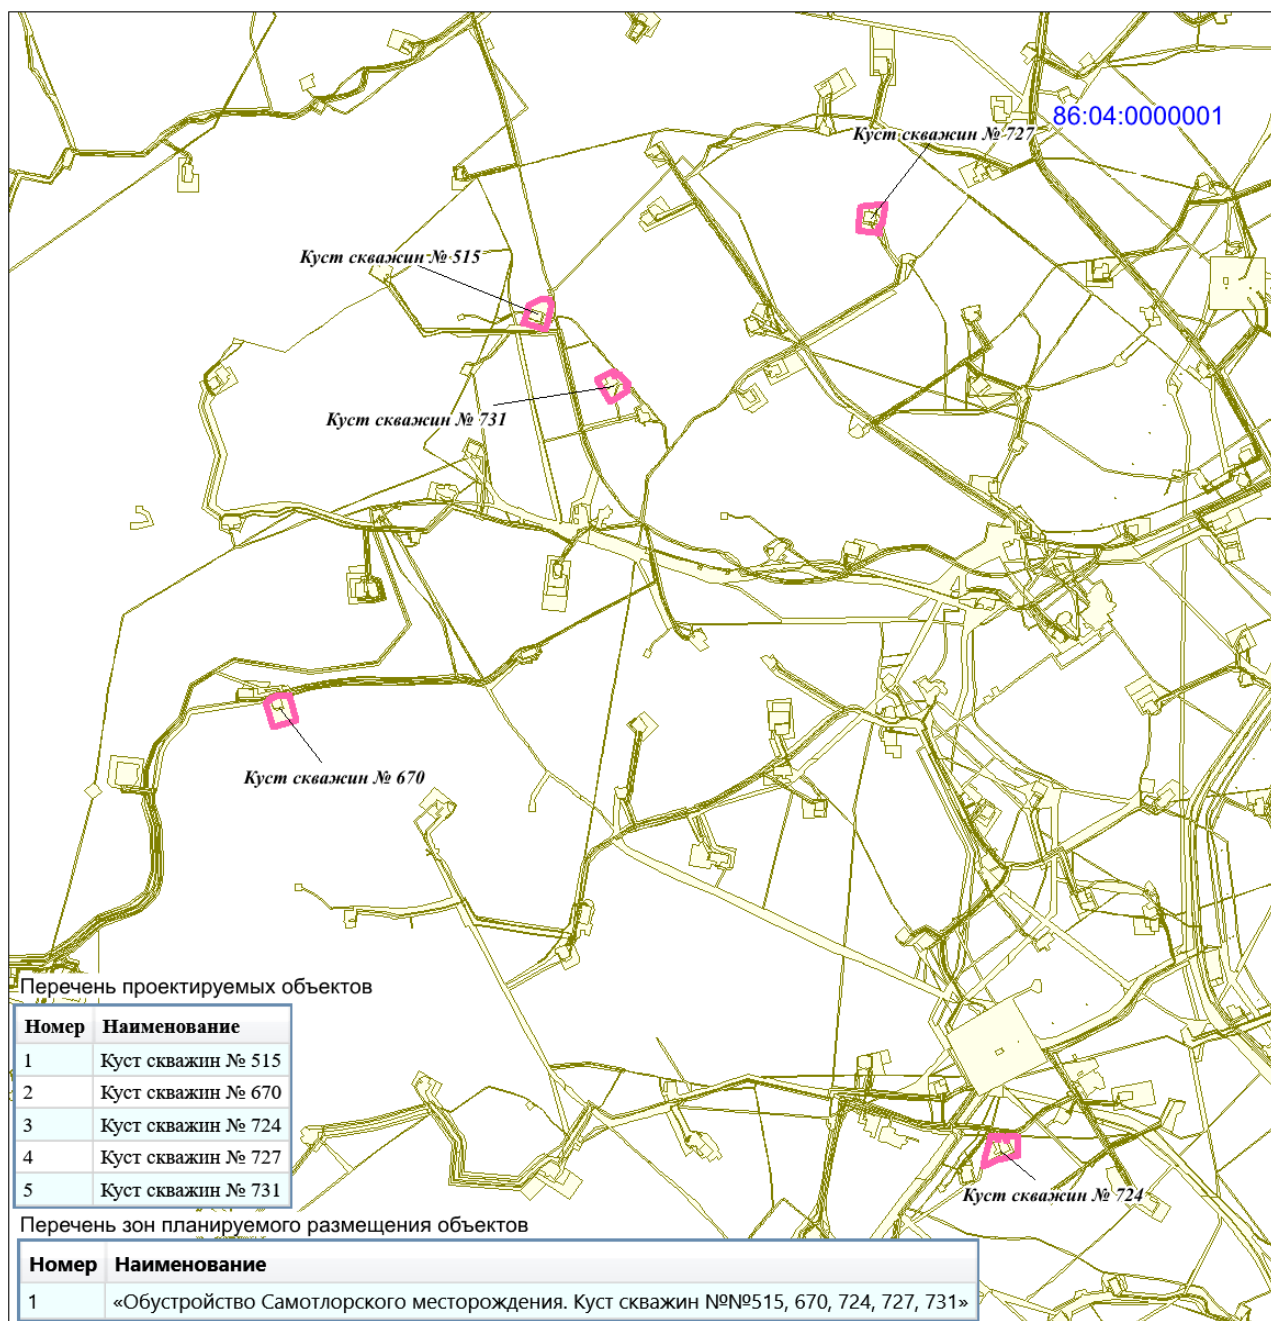 86:04:0000001
Куст скважин № 727
Куст скважин № 515
Куст скважин № 731
Куст скважин № 670
Перечень проектируемых объектов
Номер Наименование
1 Куст скважин № 515
2 Куст скважин № 670
3 Куст скважин № 724
4 Куст скважин № 727
5 Куст скважин № 731
Куст скважин № 724
Перечень зон планируемого размещения объектов
Номер Наименование
1 «Обустройство Самотлорского месторождения. Куст скважин №№515, 670, 724, 727, 731»